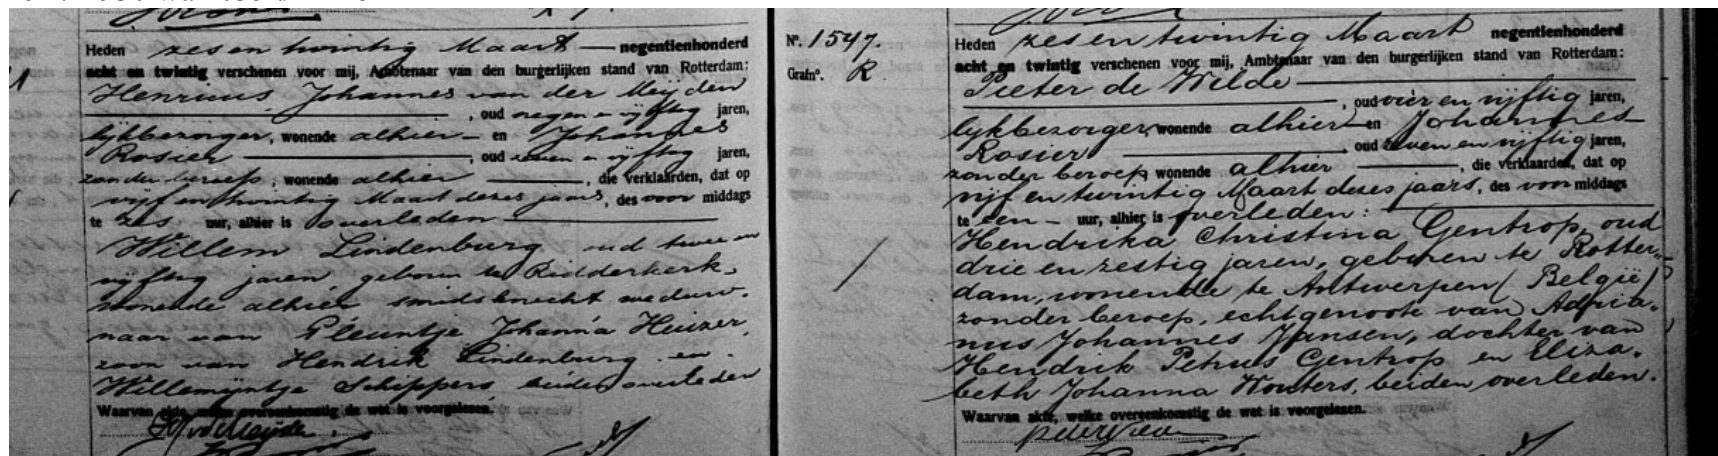 Heden zes en twintig Maart — negentienhonderd
acht en twintig verschenen voor mij, Ambtenaar van den burgerlijken stand van Rotterdam:
Henricus Johannes van der Meijden
, oud negen en vijftig jaren,
lijkbezorger, wonende alhier — en Johannes
Rosier , oud zeven en vijftig jaren,
zonder beroep, wonende alhier , die verklaarden, dat op
vijf en twintig Maart dezes jaars, des voor middags
te zes uur, alhier is overleden
Willem Lindenburg oud twee en
vijftig jaren, geboren te Ridderkerk,
wonende alhier smidsknecht weduw-
naar van Pleuntje Johanna Huizer,
zoon van Hendrik Lindenburg en
Willemijntje Schippers, beiden overleden
Waarvan akte, welke overeenkomstig de wet is voorgelezen.
Nº. 1547.
Grafnº. R.
Heden zes en twintig Maart negentienhonderd
acht en twintig verschenen voor mij, Ambtenaar van den burgerlijken stand van Rotterdam:
Pieter de Wilde
, oud vier en vijftig jaren,
lijkbezorger, wonende alhier — en Johannes
Rosier , oud zeven en vijftig jaren,
zonder beroep wonende alhier , die verklaarden, dat op
vijf en twintig Maart dezes jaars, des voor middags
te een — uur, alhier is overleden:
Hendrika Christina Gentrop, oud
drie en zestig jaren, geboren te Rotter-
dam, wonende te Antwerpen (België)
zonder beroep, echtgenoote van Adria-
nus Johannes Jansen, dochter van
Hendrik Petrus Gentrop en Eliza-
beth Johanna Wouters, beiden overleden.
Waarvan akte, welke overeenkomstig de wet is voorgelezen.